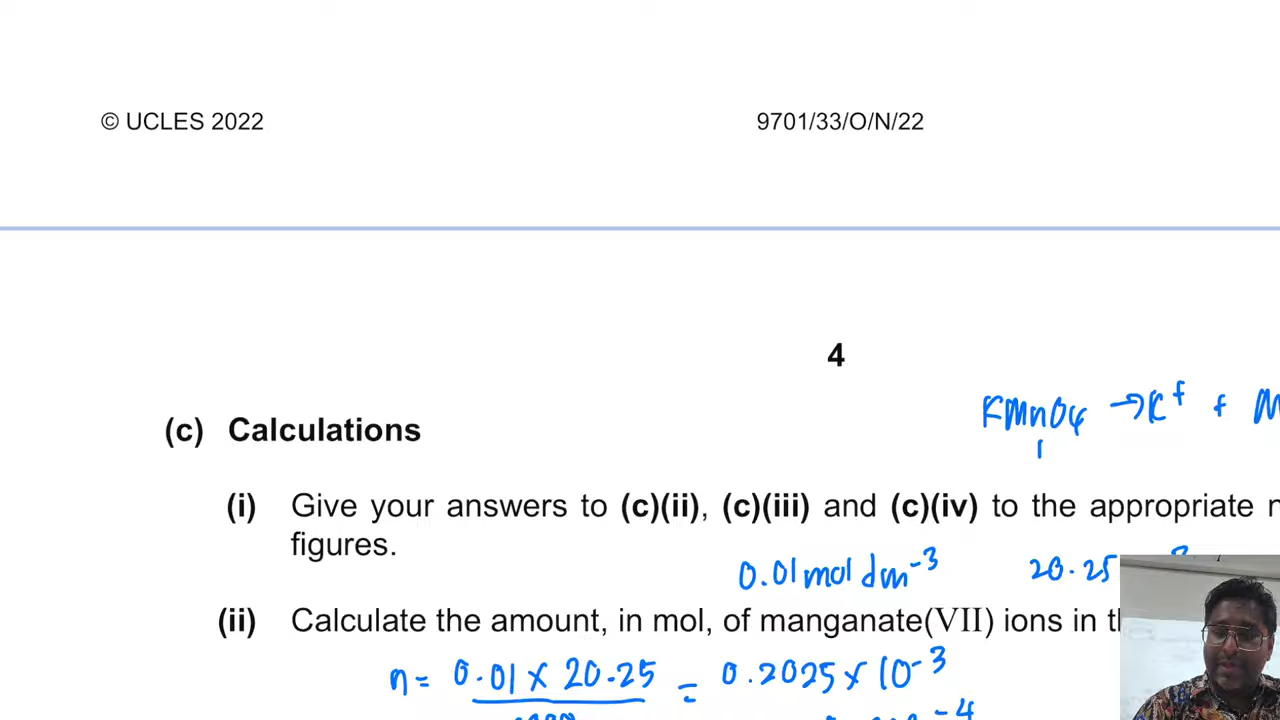 © UCLES 2022 9701/33/O/N/22
4
KMnO4 → K+ +
(c) Calculations
(i) Give your answers to (c)(ii), (c)(iii) and (c)(iv) to the appropriate
figures.
0.01 mol dm-3 20.25
(ii) Calculate the amount, in mol, of manganate(VII) ions in
n = 0.01 × 20.25 = 0.2025 × 10-3